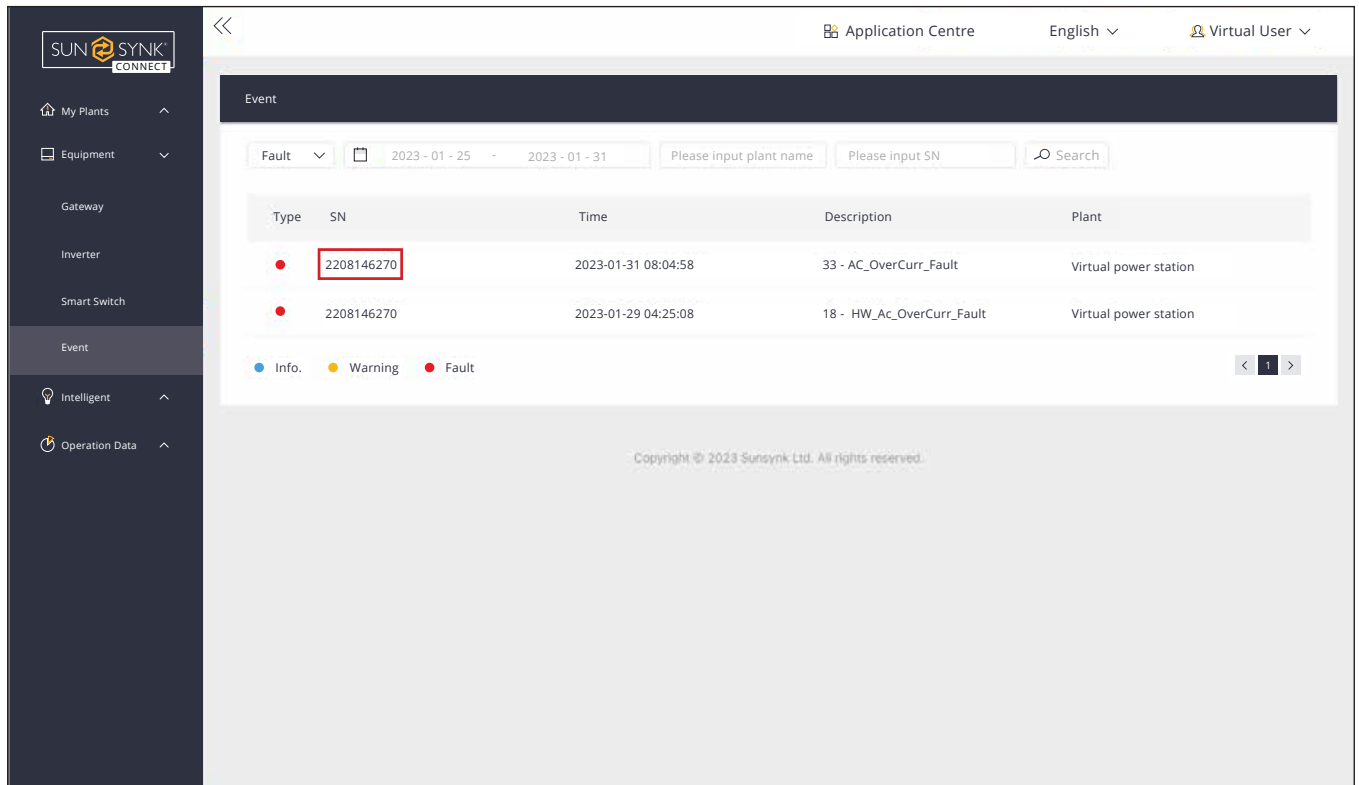 SUN SYNK®
CONNECT
Application Centre English Virtual User
My Plants
Equipment
Gateway
Inverter
Smart Switch
Event
Intelligent
Operation Data
Event
Fault 2023 - 01 - 25 - 2023 - 01 - 31 Please input plant name Please input SN Search
Type SN Time Description Plant
2208146270 2023-01-31 08:04:58 33 - AC_OverCurr_Fault Virtual power station
2208146270 2023-01-29 04:25:08 18 - HW_Ac_OverCurr_Fault Virtual power station
Info. Warning Fault < 1 >
Copyright © 2023 Sunsynk Ltd. All rights reserved.